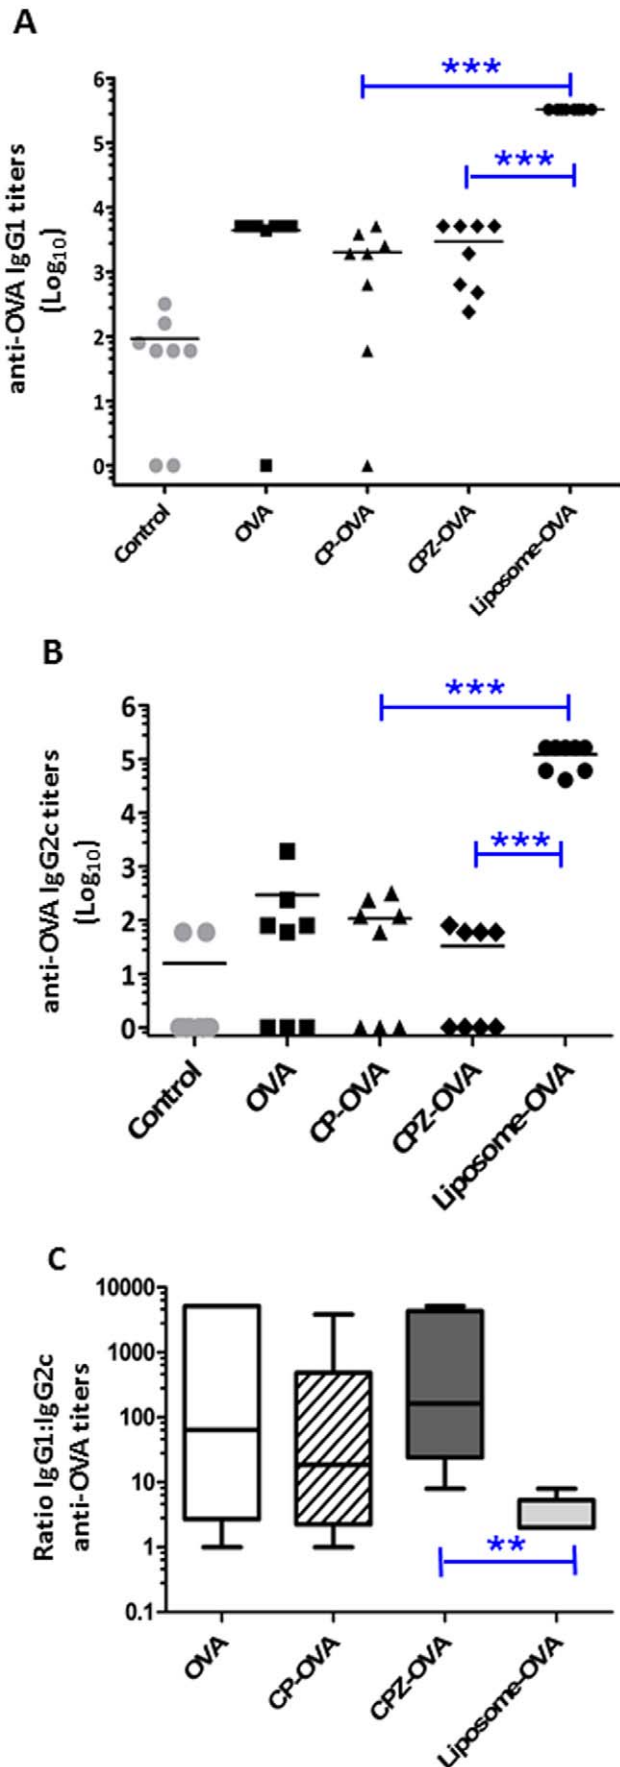 A
***
***
anti-OVA IgG1 titers
(Log10)
6
5
4
3
2
1
0
Control
OVA
CP-OVA
CPZ-OVA
Liposome-OVA
B
***
***
anti-OVA IgG2c titers
(Log10)
6
5
4
3
2
1
0
Control
OVA
CP-OVA
CPZ-OVA
Liposome-OVA
C
Ratio IgG1:IgG2c
anti-OVA titers
10000
1000
100
10
1
0.1
**
OVA
CP-OVA
CPZ-OVA
Liposome-OVA